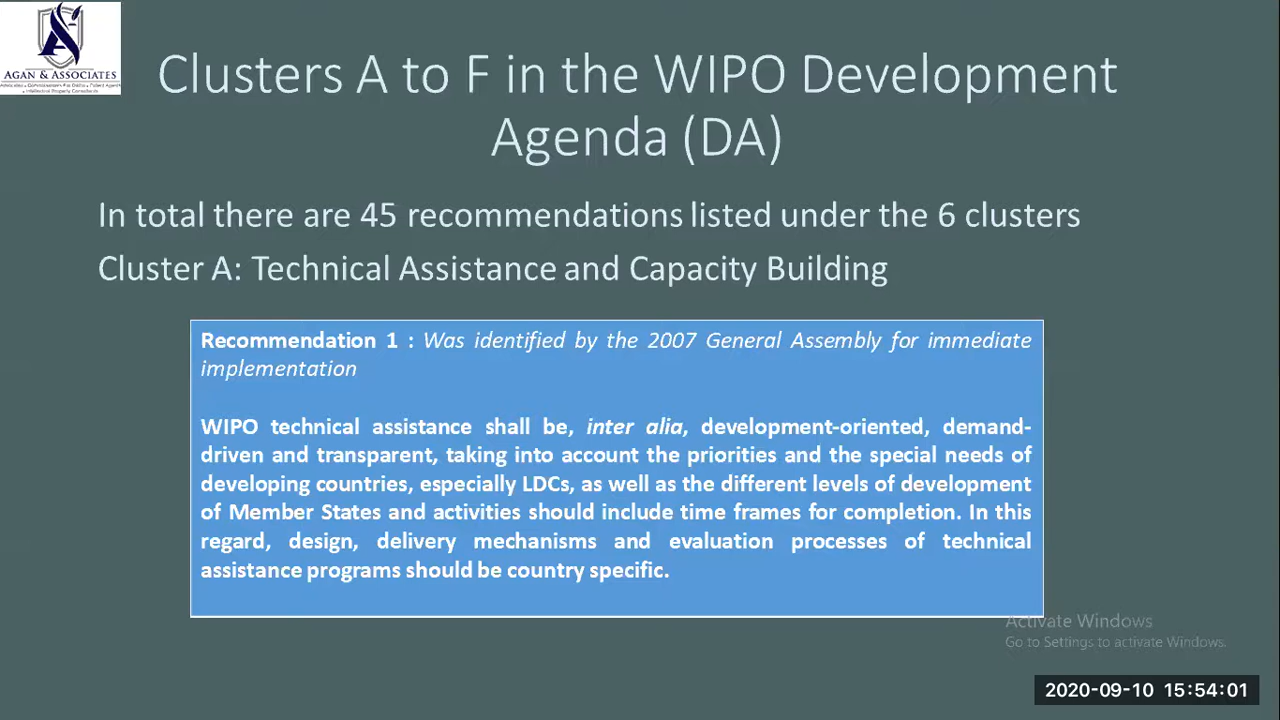 AGAN & ASSOCIATES
Clusters A to F in the WIPO Development
Agenda (DA)
In total there are 45 recommendations listed under the 6 clusters
Cluster A: Technical Assistance and Capacity Building
Recommendation 1 : Was identified by the 2007 General Assembly for immediate
implementation
WIPO technical assistance shall be, inter alia, development-oriented, demand-
driven and transparent, taking into account the priorities and the special needs of
developing countries, especially LDCs, as well as the different levels of development
of Member States and activities should include time frames for completion. In this
regard, design, delivery mechanisms and evaluation processes of technical
assistance programs should be country specific.
Activate Windows
Go to Settings to activate Windows.
2020-09-10 15:54:01